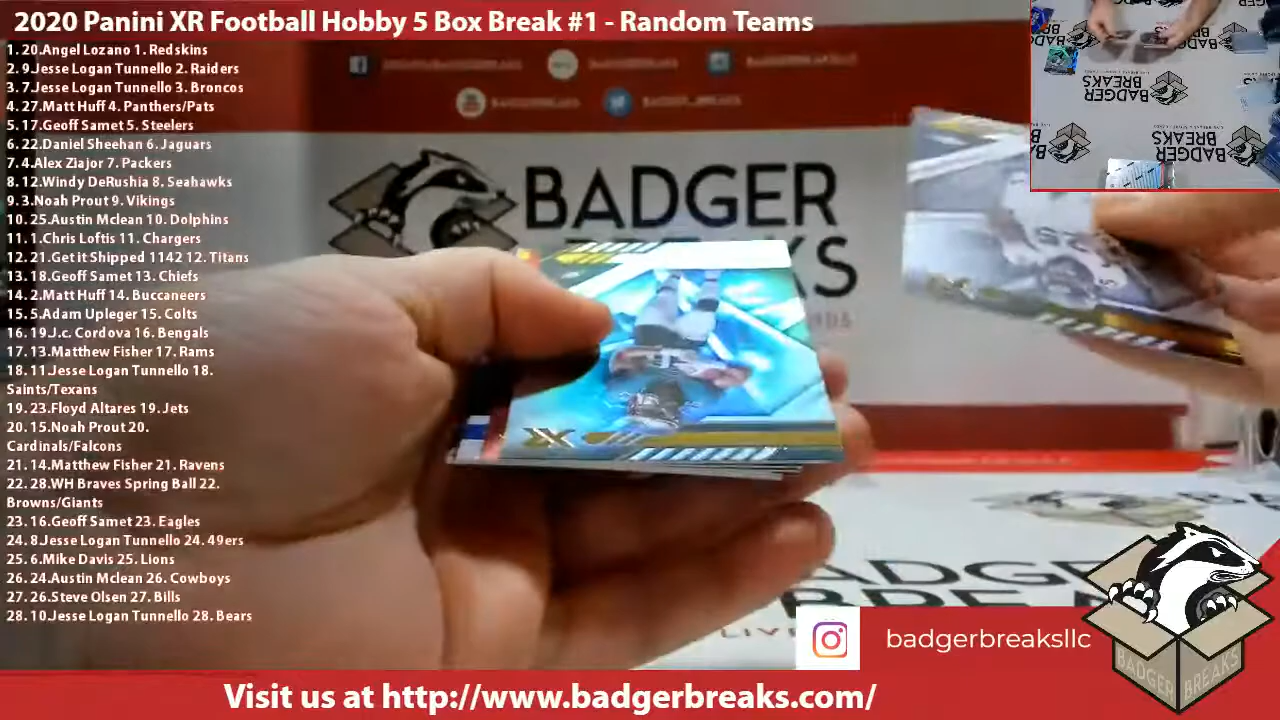 2020 Panini XR Football Hobby 5 Box Break #1 - Random Teams
1. 20.Angel Lozano 1. Redskins
2. 9.Jesse Logan Tunnello 2. Raiders
3. 7.Jesse Logan Tunnello 3. Broncos
4. 27.Matt Huff 4. Panthers/Pats
5. 17.Geoff Samet 5. Steelers
6. 22.Daniel Sheehan 6. Jaguars
7. 4.Alex Ziajor 7. Packers
8. 12.Windy DeRushia 8. Seahawks
9. 3.Noah Prout 9. Vikings
10. 25.Austin Mclean 10. Dolphins
11. 1.Chris Loftis 11. Chargers
12. 21.Get it Shipped 1142 12. Titans
13. 18.Geoff Samet 13. Chiefs
14. 2.Matt Huff 14. Buccaneers
15. 5.Adam Upleger 15. Colts
16. 19.J.c. Cordova 16. Bengals
17. 13.Matthew Fisher 17. Rams
18. 11.Jesse Logan Tunnello 18.
Saints/Texans
19. 23.Floyd Altares 19. Jets
20. 15.Noah Prout 20.
Cardinals/Falcons
21. 14.Matthew Fisher 21. Ravens
22. 28.WH Braves Spring Ball 22.
Browns/Giants
23. 16.Geoff Samet 23. Eagles
24. 8.Jesse Logan Tunnello 24. 49ers
25. 6.Mike Davis 25. Lions
26. 24.Austin Mclean 26. Cowboys
27. 26.Steve Olsen 27. Bills
28. 10.Jesse Logan Tunnello 28. Bears
BADGER
BADGER
BREAKS
BADGER
BREAKS
badgerbreaksllc
BADGER BREAKS
Visit us at http://www.badgerbreaks.com/